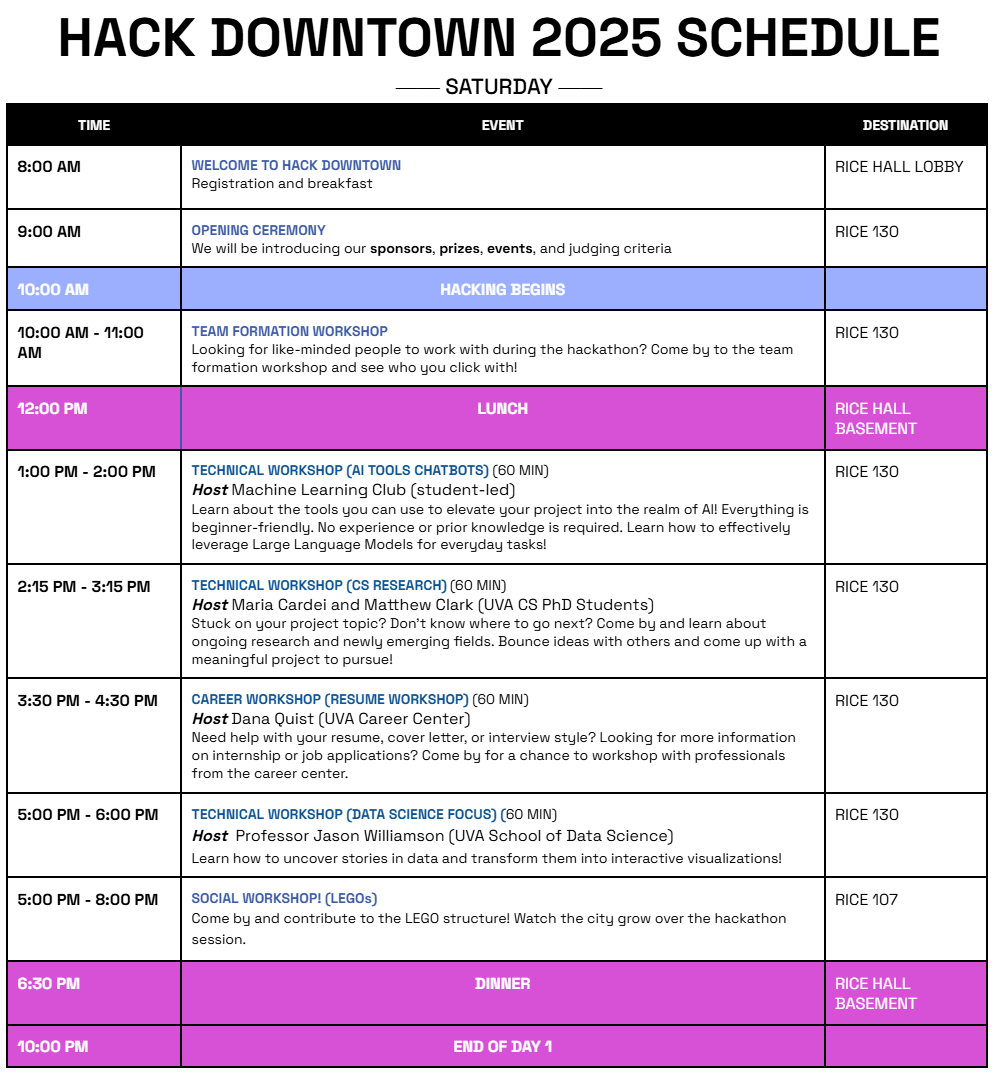 HACK DOWNTOWN 2025 SCHEDULE
—— SATURDAY ——
TIME EVENT DESTINATION
8:00 AM
WELCOME TO HACK DOWNTOWN
Registration and breakfast
RICE HALL LOBBY
9:00 AM
OPENING CEREMONY
We will be introducing our sponsors, prizes, events, and judging criteria
RICE 130
10:00 AM
HACKING BEGINS
10:00 AM - 11:00
AM
TEAM FORMATION WORKSHOP
Looking for like-minded people to work with during the hackathon? Come by to the team
formation workshop and see who you click with!
RICE 130
12:00 PM
LUNCH
RICE HALL
BASEMENT
1:00 PM - 2:00 PM
TECHNICAL WORKSHOP (AI TOOLS CHATBOTS) (60 MIN)
Host Machine Learning Club (student-led)
Learn about the tools you can use to elevate your project into the realm of AI! Everything is
beginner-friendly. No experience or prior knowledge is required. Learn how to effectively
leverage Large Language Models for everyday tasks!
RICE 130
2:15 PM - 3:15 PM
TECHNICAL WORKSHOP (CS RESEARCH) (60 MIN)
Host Maria Cardei and Matthew Clark (UVA CS PhD Students)
Stuck on your project topic? Don't know where to go next? Come by and learn about
ongoing research and newly emerging fields. Bounce ideas with others and come up with a
meaningful project to pursue!
RICE 130
3:30 PM - 4:30 PM
CAREER WORKSHOP (RESUME WORKSHOP) (60 MIN)
Host Dana Quist (UVA Career Center)
Need help with your resume, cover letter, or interview style? Looking for more information
on internship or job applications? Come by for a chance to workshop with professionals
from the career center.
RICE 130
5:00 PM - 6:00 PM
TECHNICAL WORKSHOP (DATA SCIENCE FOCUS) (60 MIN)
Host Professor Jason Williamson (UVA School of Data Science)
Learn how to uncover stories in data and transform them into interactive visualizations!
RICE 130
5:00 PM - 8:00 PM
SOCIAL WORKSHOP! (LEGOs)
Come by and contribute to the LEGO structure! Watch the city grow over the hackathon
session.
RICE 107
6:30 PM
DINNER
RICE HALL
BASEMENT
10:00 PM
END OF DAY 1